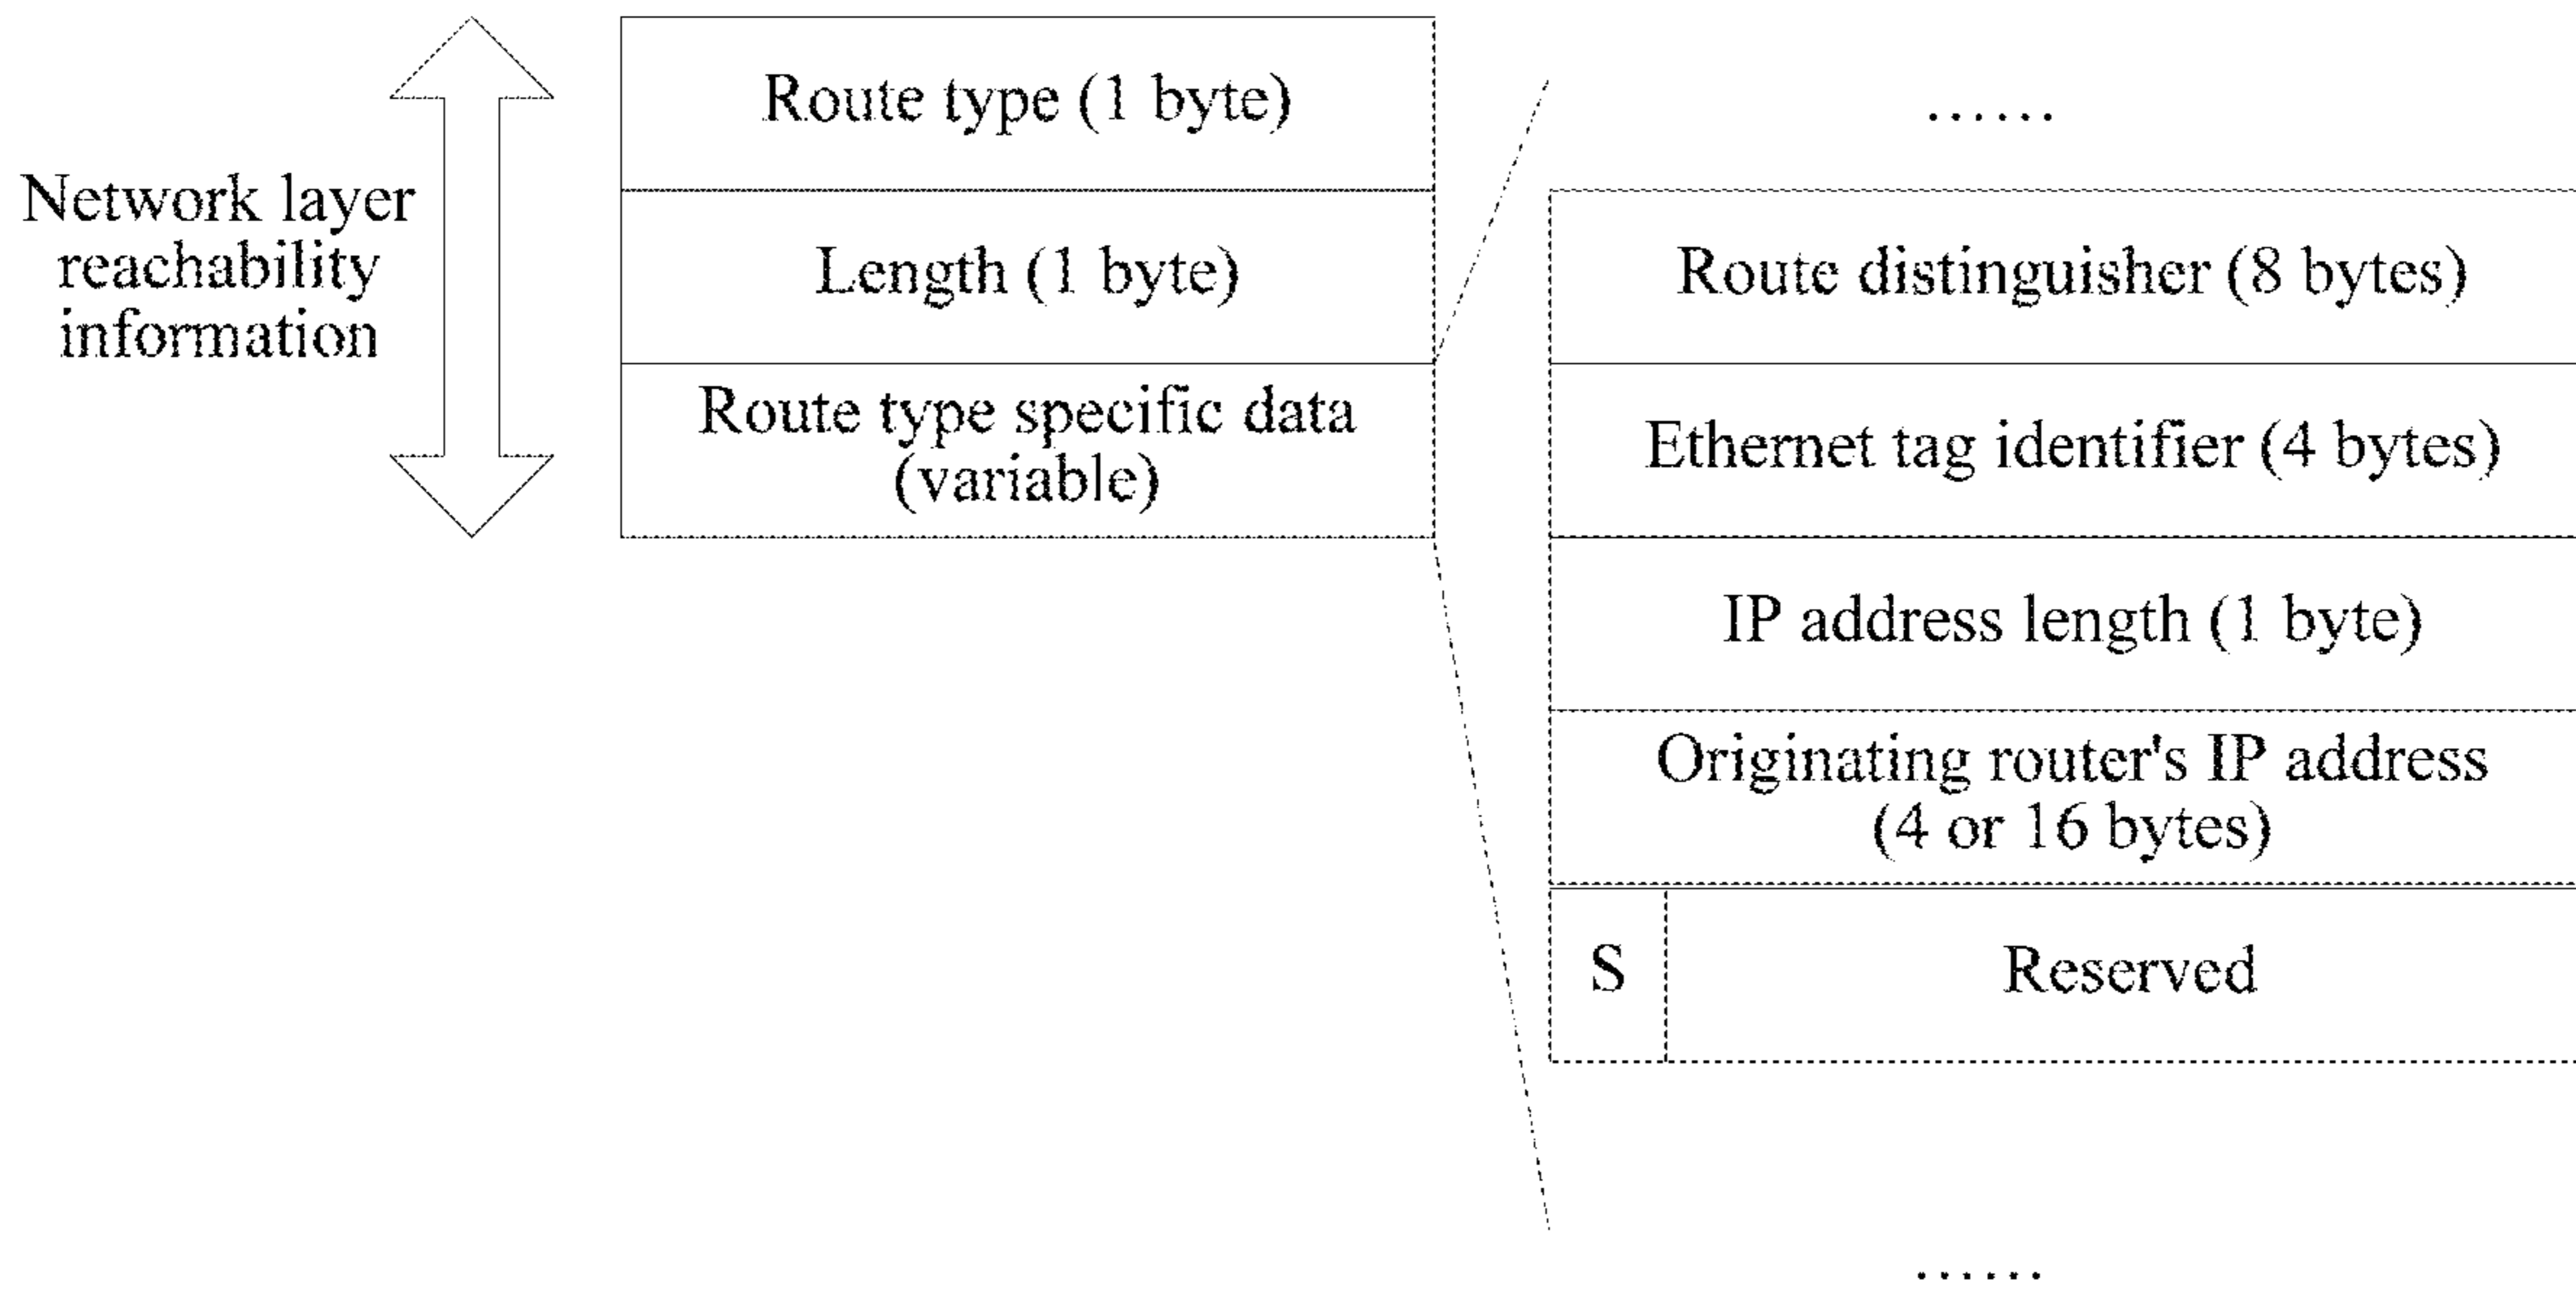 Network layer
reachability
information
Route type (1 byte)
Length (1 byte)
Route type specific data
(variable)
......
Route distinguisher (8 bytes)
Ethernet tag identifier (4 bytes)
IP address length (1 byte)
Originating router's IP address
(4 or 16 bytes)
S
Reserved
......